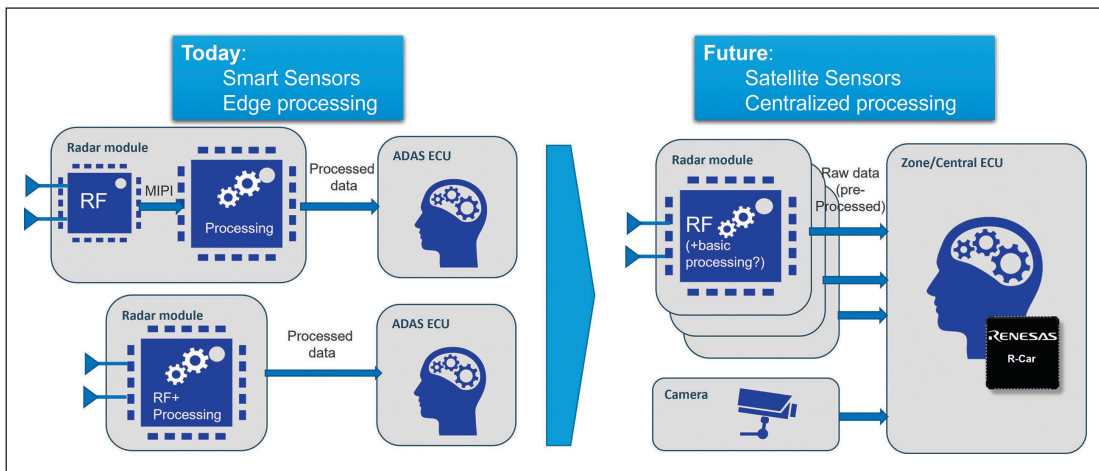 Today:
Smart Sensors
Edge processing
Radar module
RF
MIPI
Processing
Processed
data
ADAS ECU
Radar module
RF+
Processing
Processed
data
ADAS ECU
Future:
Satellite Sensors
Centralized processing
Radar module
RF
(+basic
processing?)
Raw data
(pre-
Processed)
Zone/Central ECU
RENESAS
R-Car
Camera